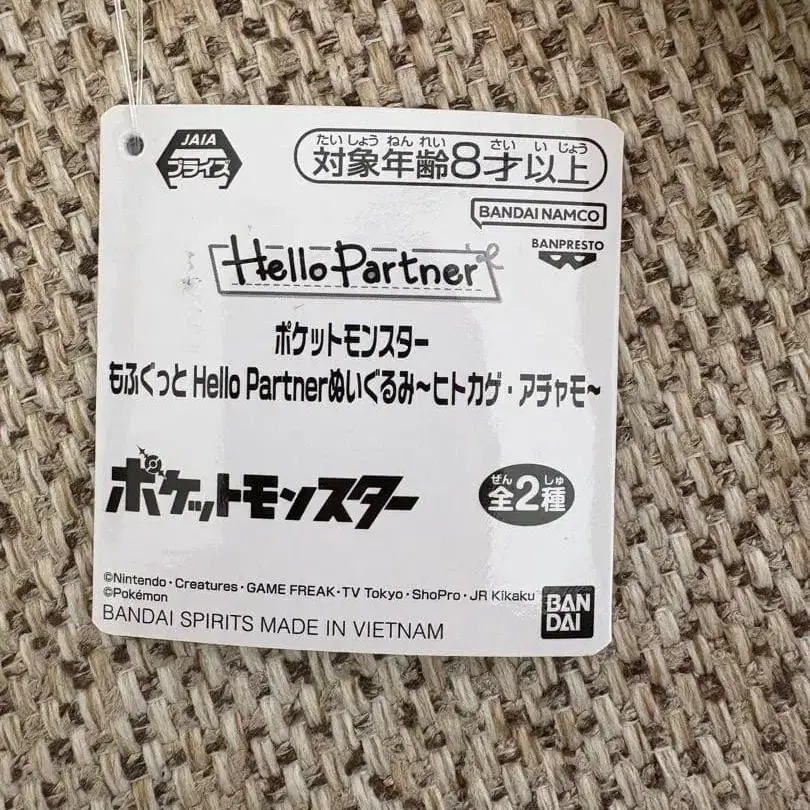 JAIA
プライズ
たいしょうねんれい さいいじょう
対象年齢8才以上
BANDAI NAMCO
BANPRESTO
Hello Partner
ポケットモンスター
もふぐっと Hello Partnerぬいぐるみ～ヒトカゲ・アチャモ～
ポケットモンスター
ぜん しゅ
全2種
©Nintendo・Creatures・GAME FREAK・TV Tokyo・ShoPro・JR Kikaku
©Pokémon
BANDAI SPIRITS MADE IN VIETNAM
BAN
DAI